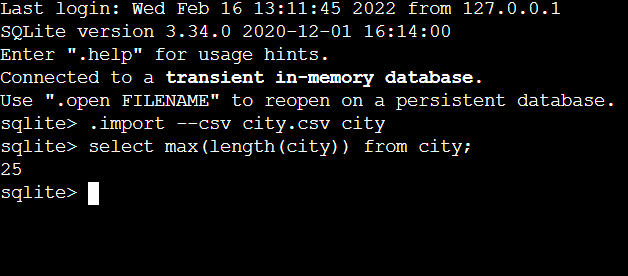 Last login: Wed Feb 16 13:11:45 2022 from 127.0.0.1
SQLite version 3.34.0 2020-12-01 16:14:00
Enter ".help" for usage hints.
Connected to a transient in-memory database.
Use ".open FILENAME" to reopen on a persistent database.
sqlite> .import --csv city.csv city
sqlite> select max(length(city)) from city;
25
sqlite>